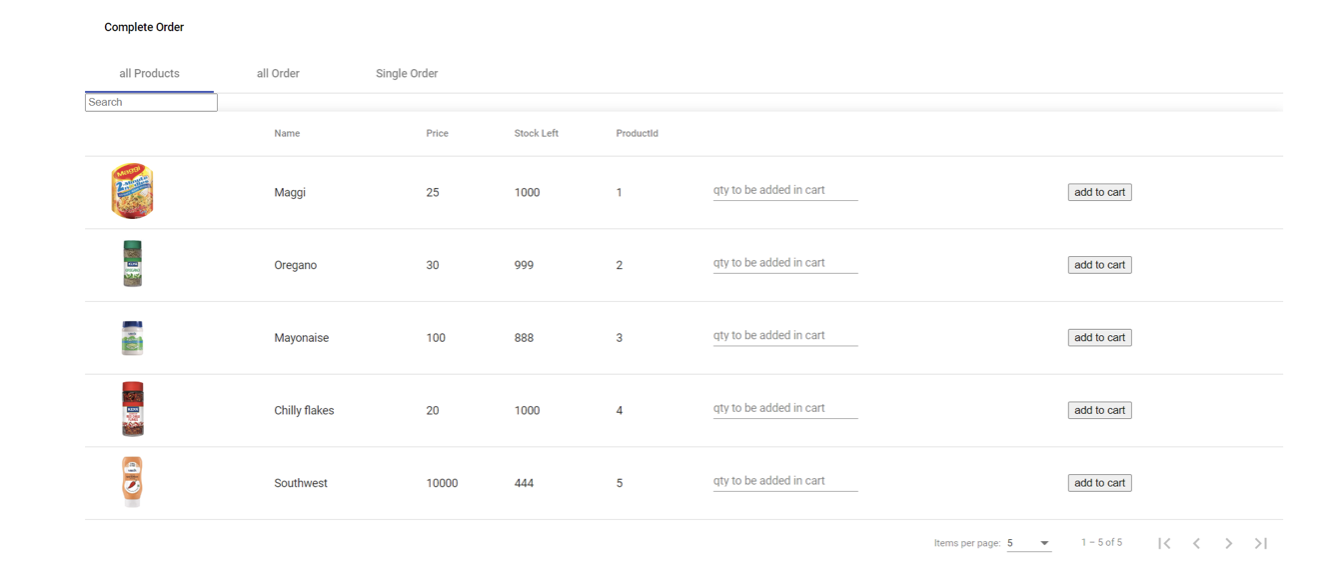 Complete Order
all Products all Order Single Order
Search
Name Price Stock Left ProductId
Maggi
2-Minute
Maggi 25 1000 1 qty to be added in cart add to cart
Oregano 30 999 2 qty to be added in cart add to cart
Mayonaise 100 888 3 qty to be added in cart add to cart
Chilly flakes 20 1000 4 qty to be added in cart add to cart
Southwest 10000 444 5 qty to be added in cart add to cart
Items per page: 5 1 – 5 of 5